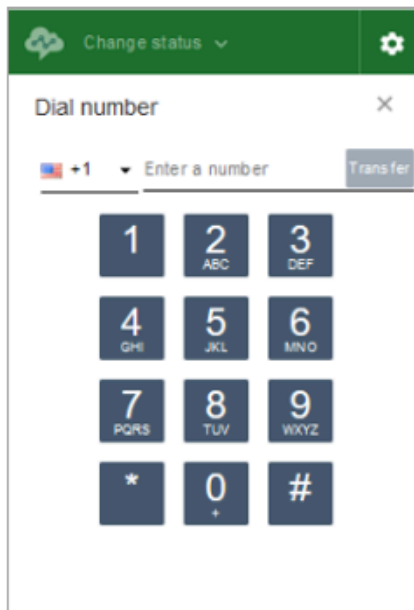 Change status
Dial number ×
+1 Enter a number Transfer
1 2 3
ABC DEF
4 5 6
GHI JKL MNO
7 8 9
PQRS TUV WXYZ
* 0 #
+